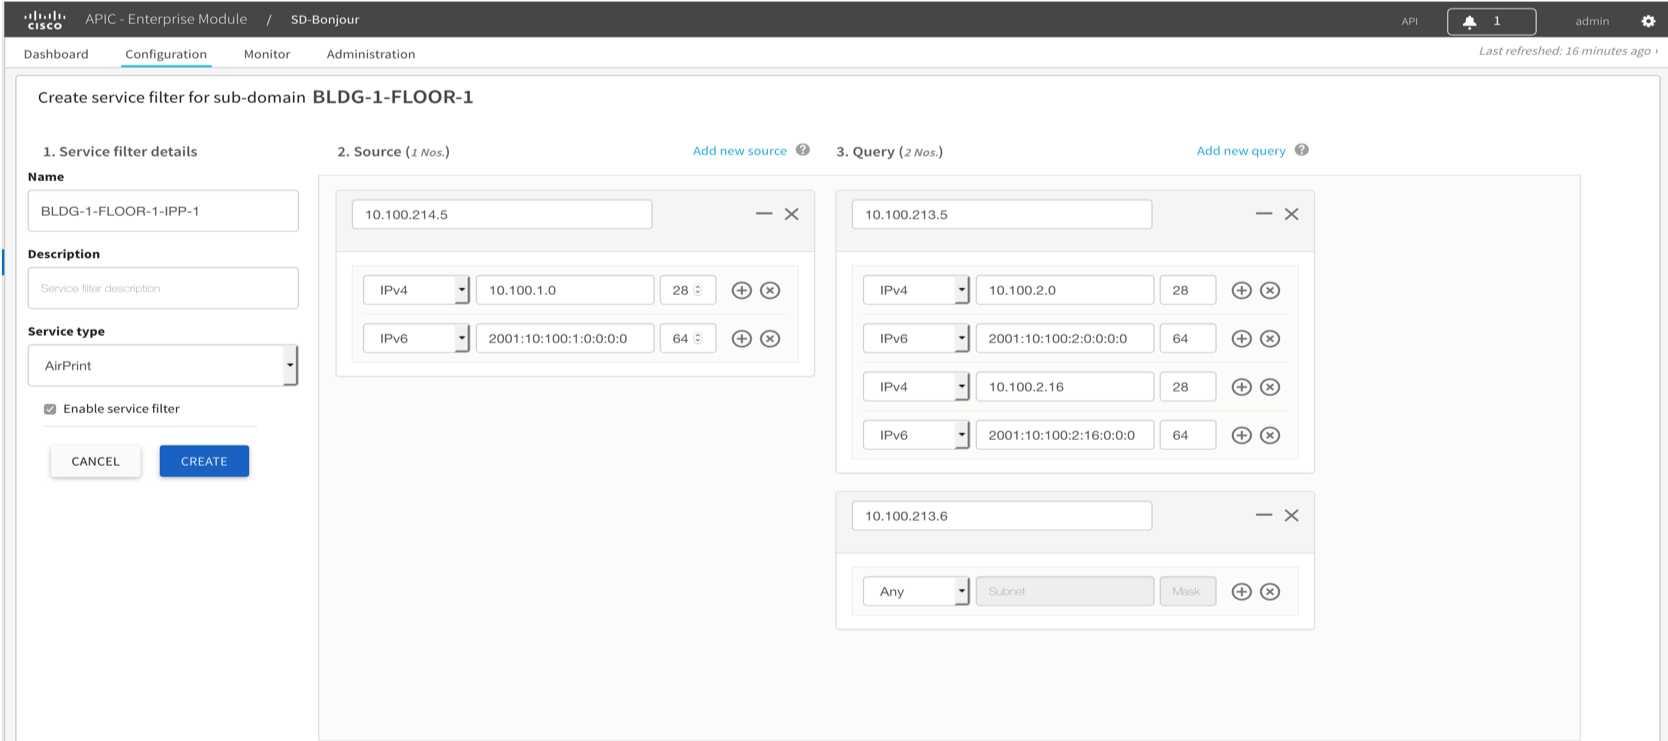 cisco APIC - Enterprise Module / SD-Bonjour API 1 admin
Dashboard Configuration Monitor Administration Last refreshed: 16 minutes ago
Create service filter for sub-domain BLDG-1-FLOOR-1
1. Service filter details
Name
BLDG-1-FLOOR-1-IPP-1
Description
Service filter description
Service type
AirPrint
Enable service filter
CANCEL CREATE
2. Source (1 Nos.) Add new source ?
10.100.214.5
IPv4 10.100.1.0 28
IPv6 2001:10:100:1:0:0:0:0 64
3. Query (2 Nos.) Add new query ?
10.100.213.5
IPv4 10.100.2.0 28
IPv6 2001:10:100:2:0:0:0:0 64
IPv4 10.100.2.16 28
IPv6 2001:10:100:2:16:0:0:0 64
10.100.213.6
Any Subnet Mask